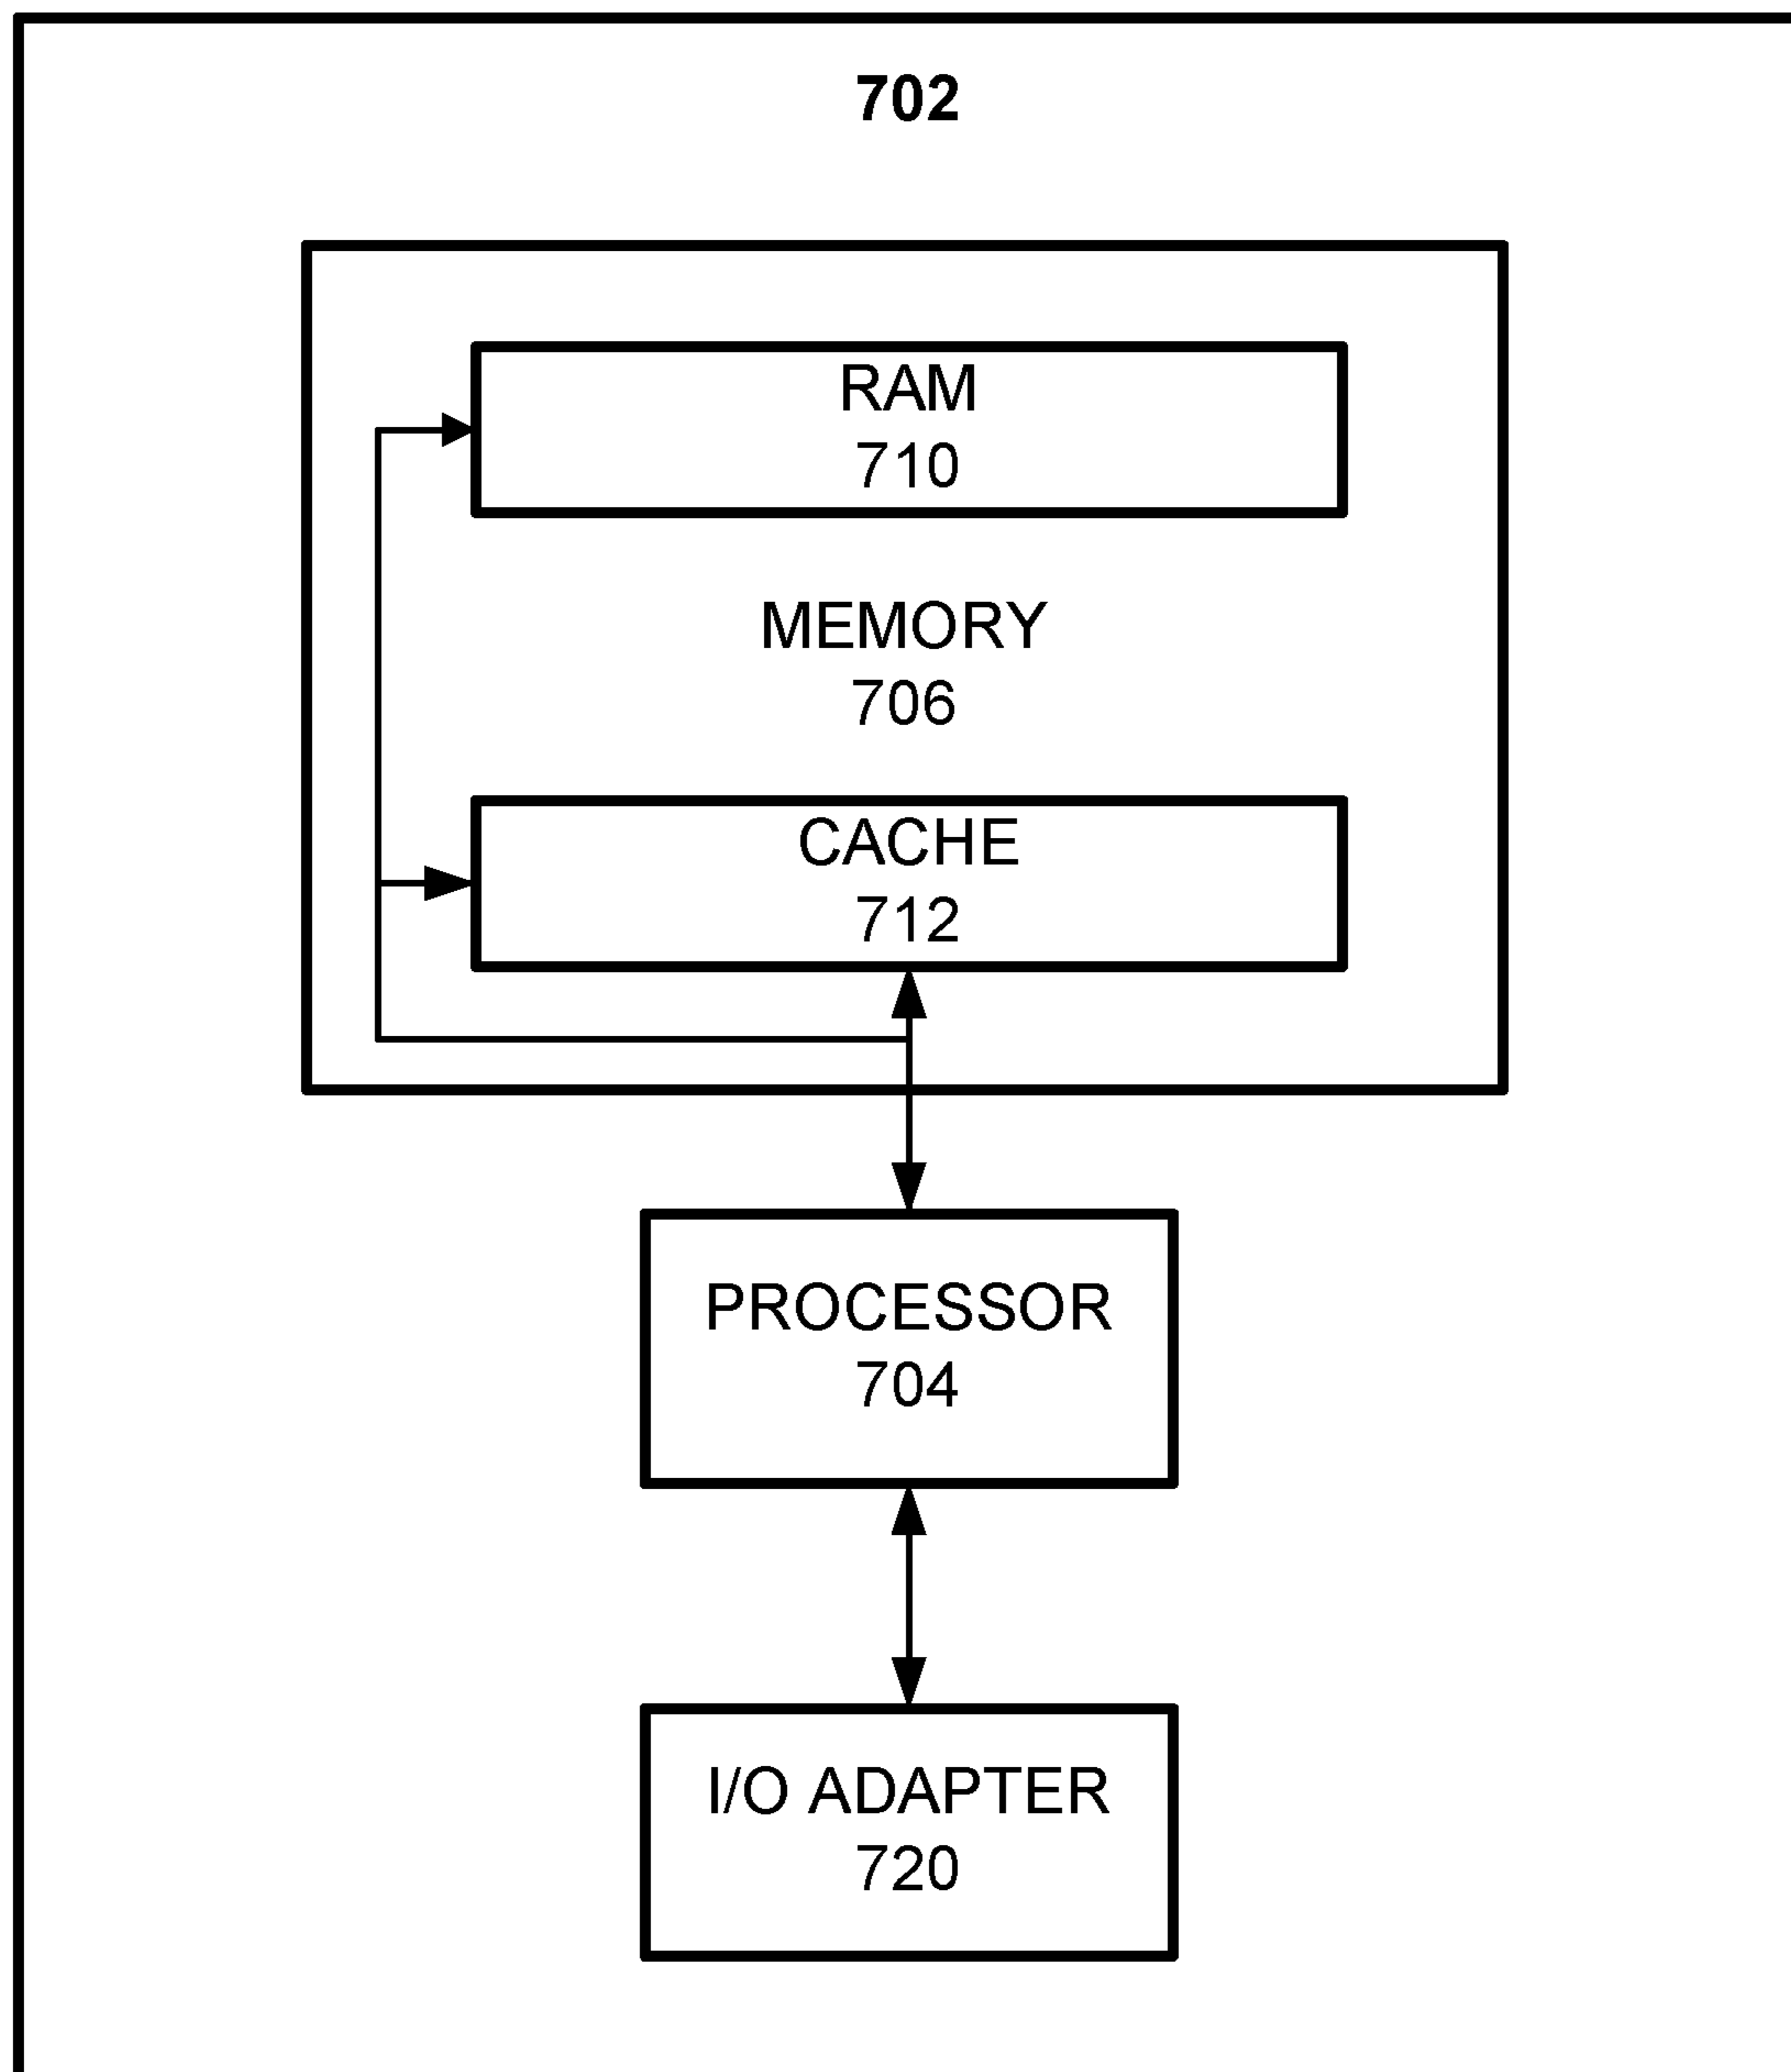 702
RAM
710
MEMORY
706
CACHE
712
PROCESSOR
704
I/O ADAPTER
720